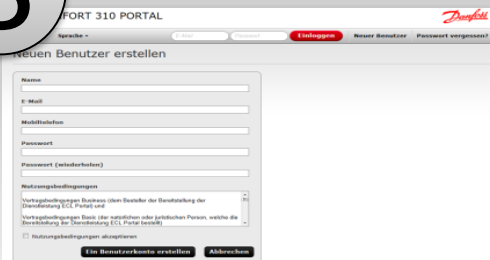 FORT 310 PORTAL
Danfoss
Sprache
E-Mail Passwort Einloggen Neuer Benutzer Passwort vergessen?
Neuen Benutzer erstellen
Name
E-Mail
Mobiltelefon
Passwort
Passwort (wiederholen)
Nutzungsbedingungen
Vertragsbedingungen Business (dem Besteller der Bereitstellung der
Dienstleistung ECL Portal) und
Vertragsbedingungen Basic (der natürlichen oder juristischen Person, welche die
Bereitstellung der Dienstleistung ECL Portal bestellt)
Nutzungsbedingungen akzeptieren
Ein Benutzerkonto erstellen Abbrechen